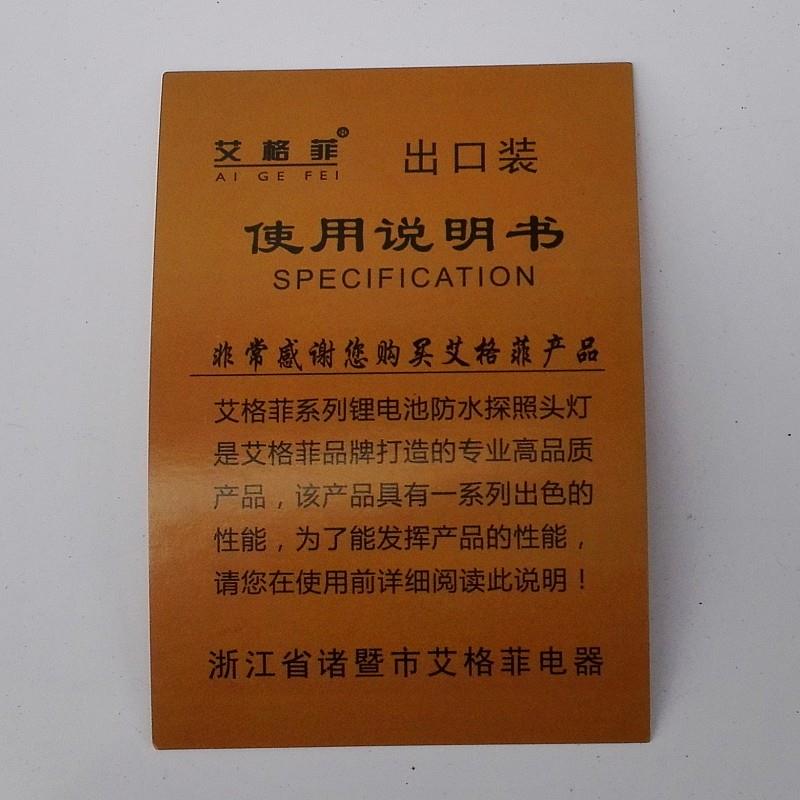 艾格菲® 出口装
AI GE FEI
使用说明书
SPECIFICATION
非常感谢您购买艾格菲产品
艾格菲系列锂电池防水探照头灯
是艾格菲品牌打造的专业高品质
产品，该产品具有一系列出色的
性能，为了能发挥产品的性能，
请您在使用前详细阅读此说明！
浙江省诸暨市艾格菲电器